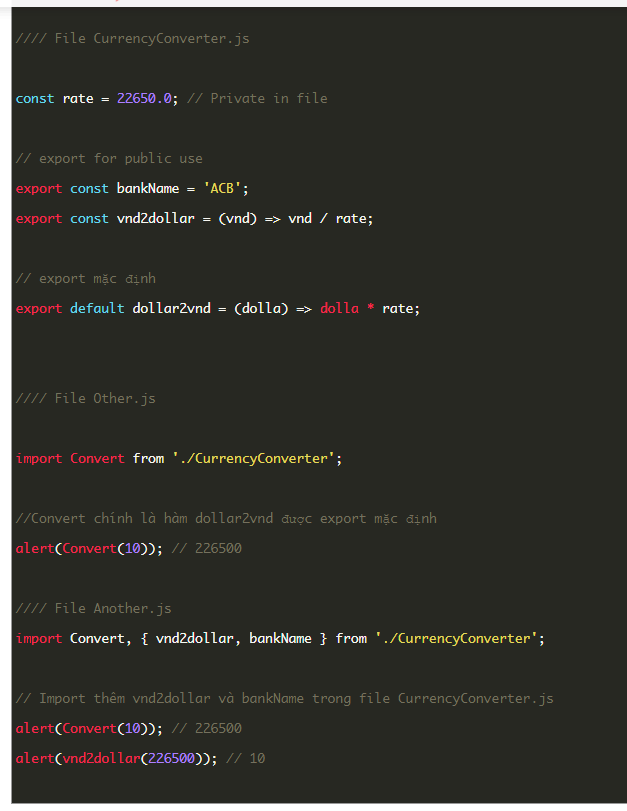 //// File CurrencyConverter.js
const rate = 22650.0; // Private in file
// export for public use
export const bankName = 'ACB';
export const vnd2dollar = (vnd) => vnd / rate;
// export mặc định
export default dollar2vnd = (dolla) => dolla * rate;
//// File Other.js
import Convert from './CurrencyConverter';
//Convert chính là hàm dollar2vnd được export mặc định
alert(Convert(10)); // 226500
//// File Another.js
import Convert, { vnd2dollar, bankName } from './CurrencyConverter';
// Import thêm vnd2dollar và bankName trong file CurrencyConverter.js
alert(Convert(10)); // 226500
alert(vnd2dollar(226500)); // 10